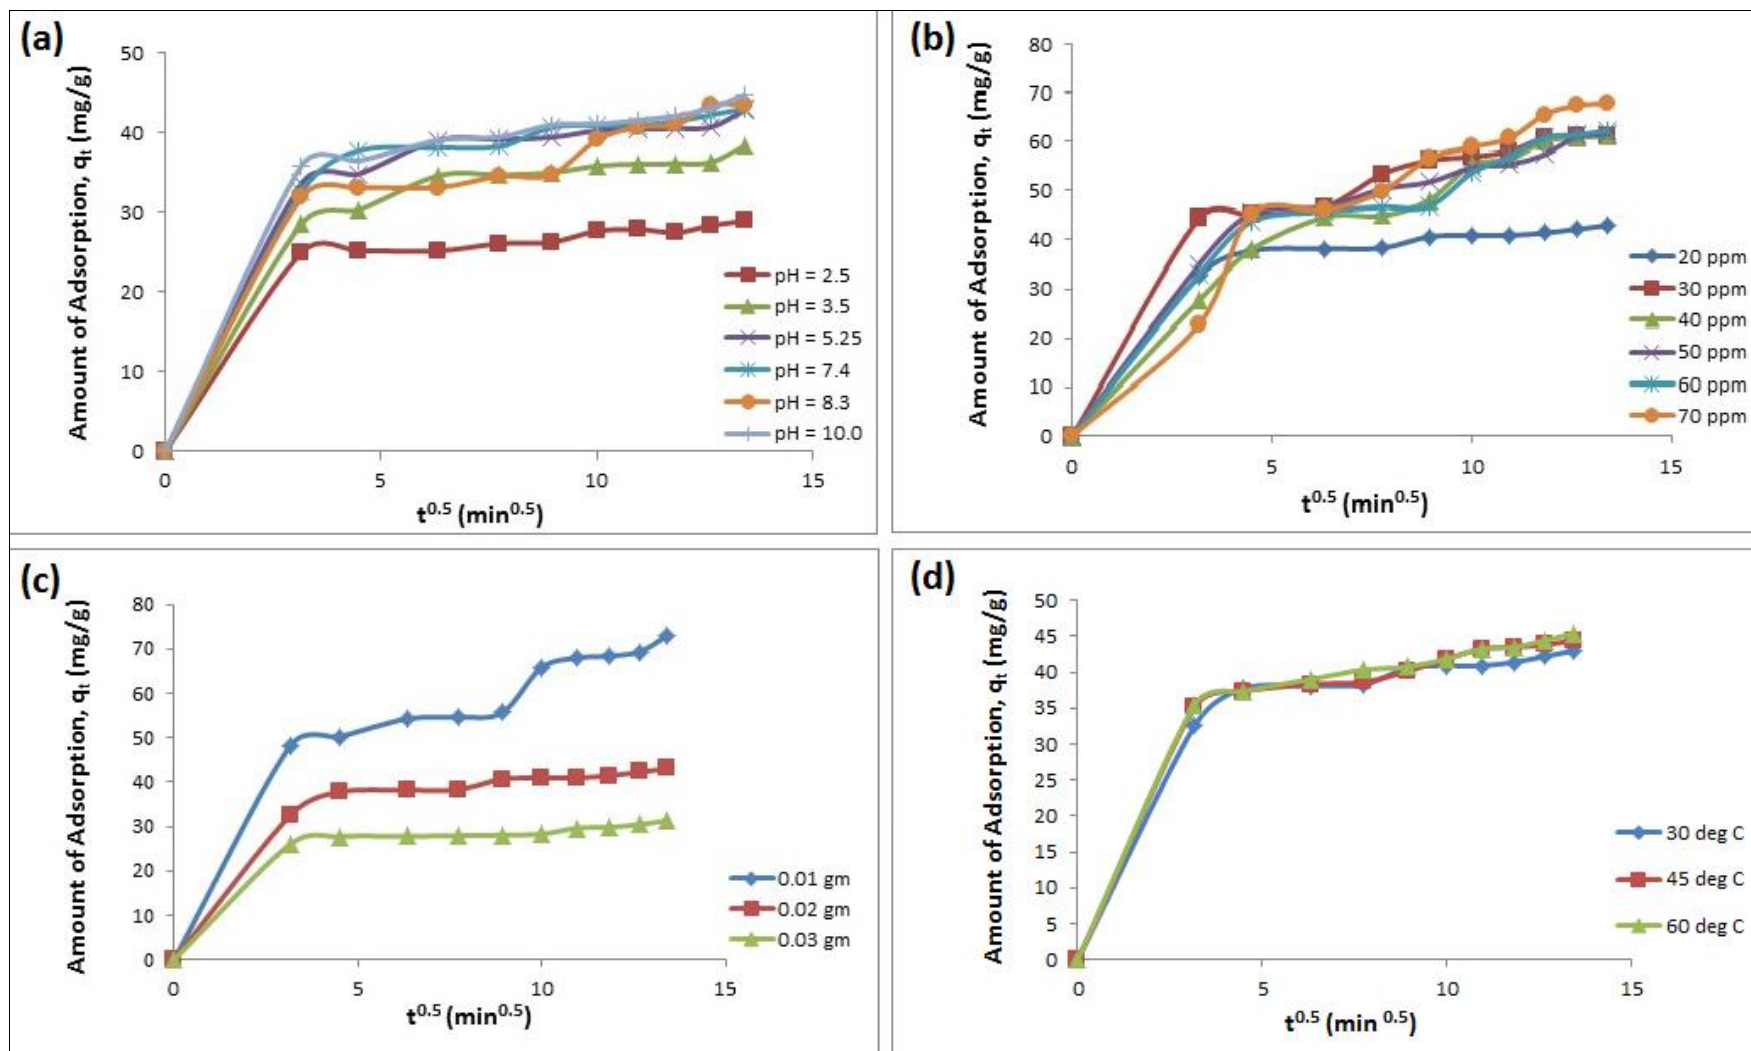 (a)
Amount of Adsorption, qt (mg/g)
50
40
30
20
10
0
0 5 10 15
t0.5 (min0.5)
pH = 2.5
pH = 3.5
pH = 5.25
pH = 7.4
pH = 8.3
pH = 10.0
(b)
Amount of Adsorption, qt (mg/g)
80
70
60
50
40
30
20
10
0
0 5 10 15
t0.5 (min0.5)
20 ppm
30 ppm
40 ppm
50 ppm
60 ppm
70 ppm
(c)
Amount of Adsorption, qt (mg/g)
80
70
60
50
40
30
20
10
0
0 5 10 15
t0.5 (min0.5)
0.01 gm
0.02 gm
0.03 gm
(d)
Amount of Adsorption, qt (mg/g)
50
45
40
35
30
25
20
15
10
5
0
0 5 10 15
t0.5 (min 0.5)
30 deg C
45 deg C
60 deg C